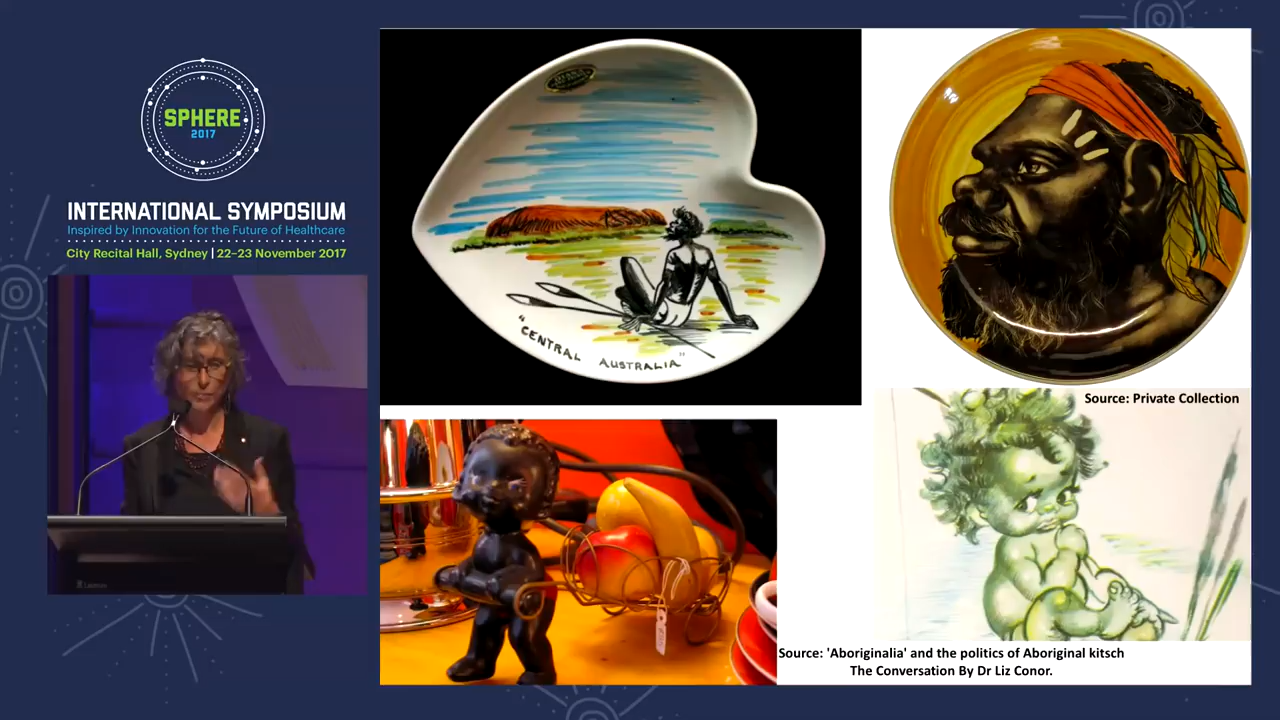 SPHERE
2017
INTERNATIONAL SYMPOSIUM
Inspired by Innovation for the Future of Healthcare
City Recital Hall, Sydney | 22–23 November 2017
"CENTRAL AUSTRALIA"
Source: Private Collection
Source: 'Aboriginalia' and the politics of Aboriginal kitsch
The Conversation By Dr Liz Conor.